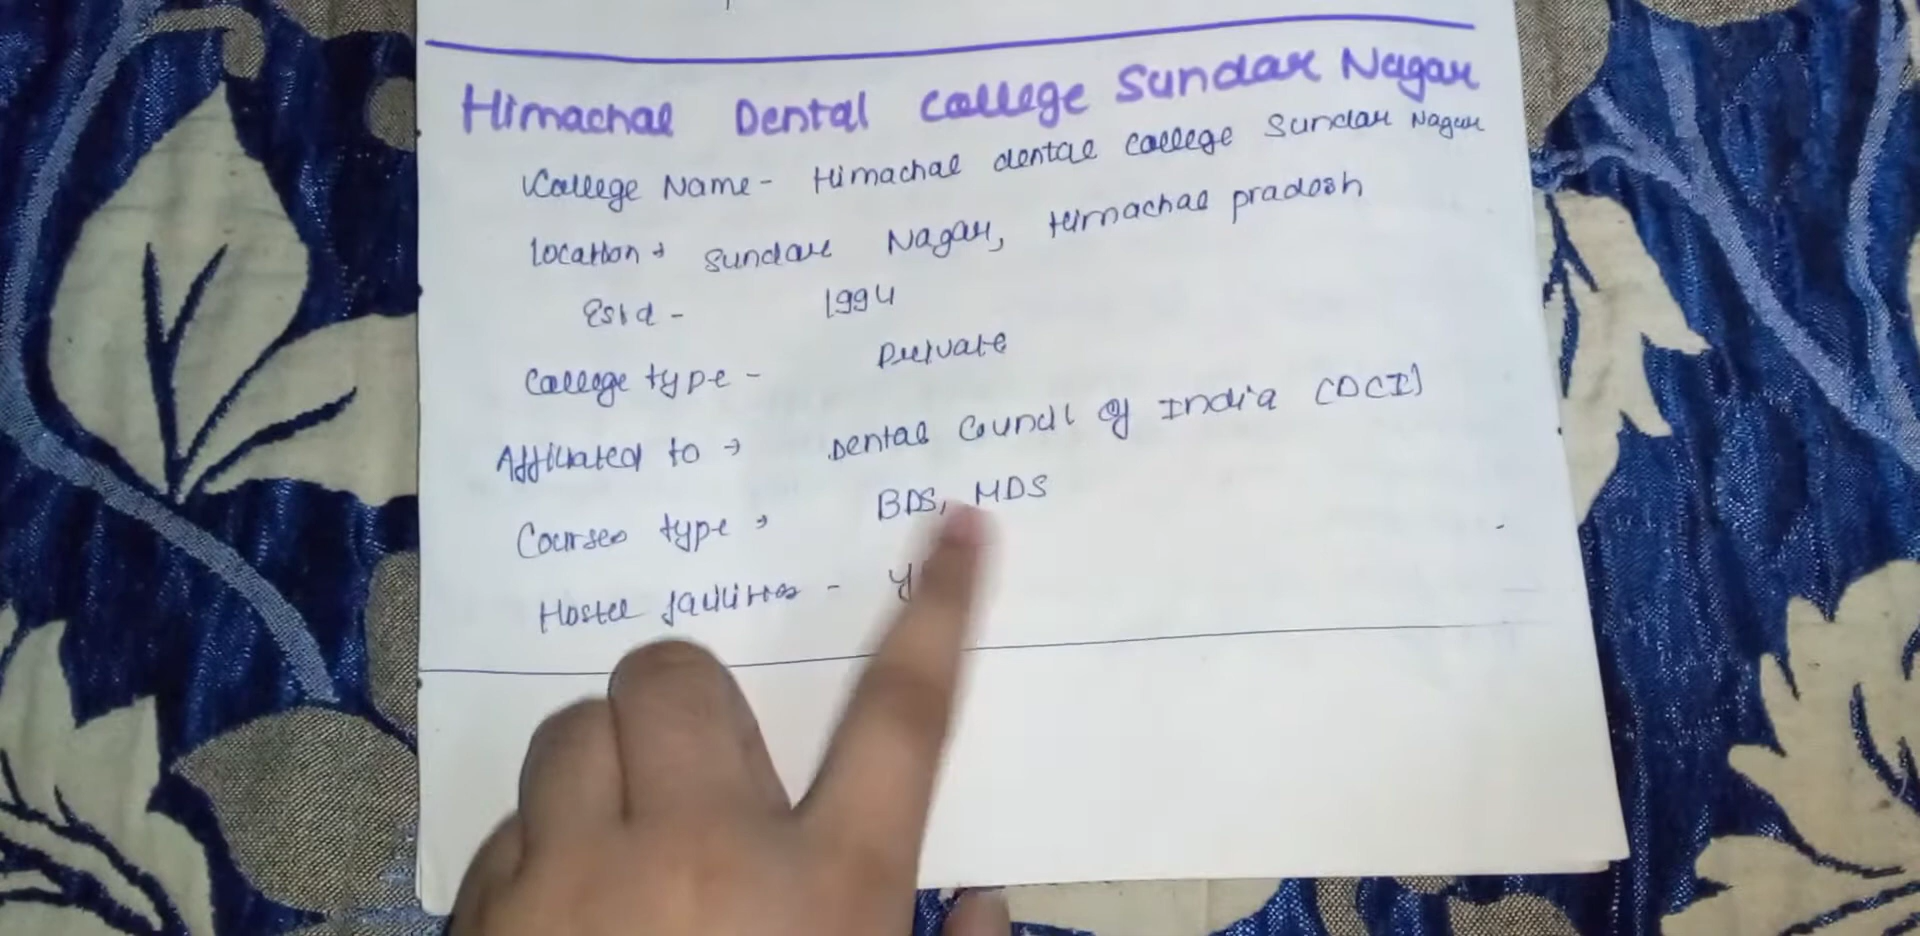 Himachal Dental College Sundar Nagar
College Name - Himachal dental College Sundar Nagar
Location → Sundar Nagar, Himachal pradesh
Estd - 1994
College type - Private
Affiliated to → Dental Council of India (DCI)
Courses type → BDS, MDS
Hostel facilities -